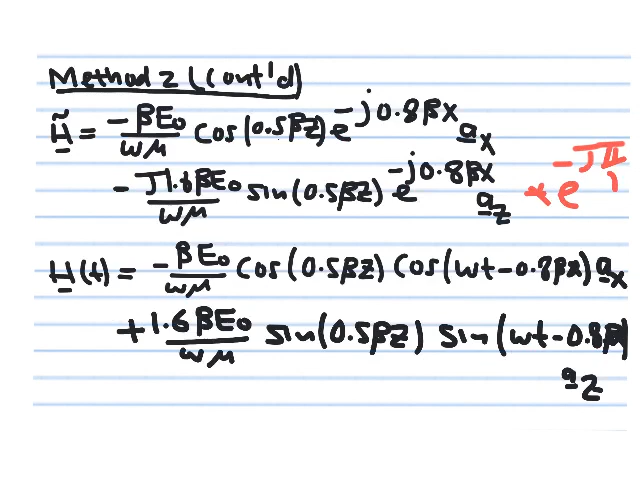 Method 2 (Cont'd)
H̃ = -βE₀/ωμ cos(0.5βz) e^-j0.8βx a_x
- j1.6βE₀/ωμ sin(0.5βz) e^-j0.8βx a_z
H(t) = -βE₀/ωμ cos(0.5βz) cos(ωt-0.8βx) a_x
+ 1.6βE₀/ωμ sin(0.5βz) sin(ωt-0.8βx)
a_z